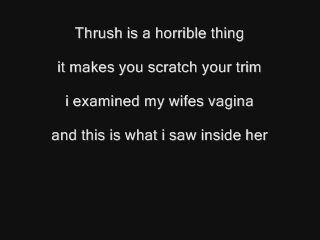 Thrush is a horrible thing
it makes you scratch your trim
i examined my wifes vagina
and this is what i saw inside her